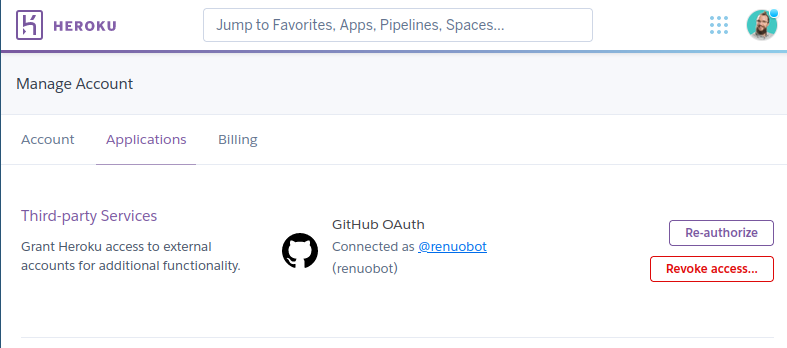 HEROKU
Jump to Favorites, Apps, Pipelines, Spaces...
Manage Account
Account Applications Billing
Third-party Services
Grant Heroku access to external
accounts for additional functionality.
GitHub OAuth
Connected as @renuobot
(renuobot)
Re-authorize
Revoke access...